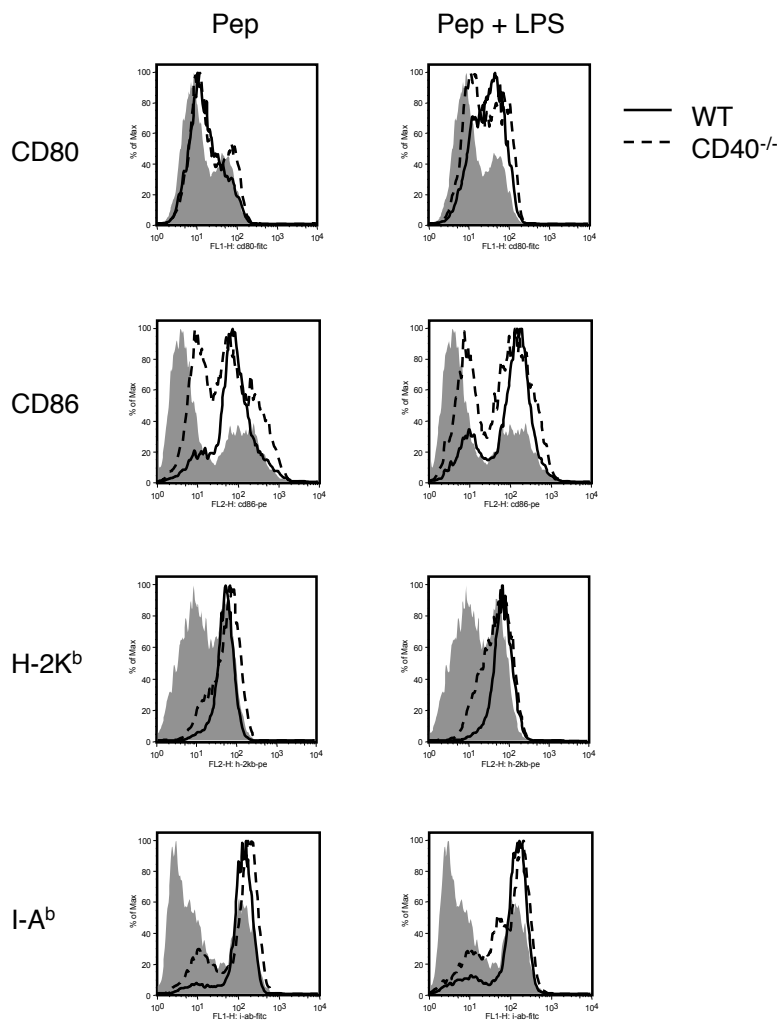 Pep
Pep + LPS
WT
CD40-/-
CD80
% of Max
100
80
60
40
20
0
10⁰ 10¹ 10² 10³ 10⁴
FL1-H: cd80-fitc
% of Max
100
80
60
40
20
0
10⁰ 10¹ 10² 10³ 10⁴
FL1-H: cd80-fitc
CD86
% of Max
100
80
60
40
20
0
10⁰ 10¹ 10² 10³ 10⁴
FL2-H: cd86-pe
% of Max
100
80
60
40
20
0
10⁰ 10¹ 10² 10³ 10⁴
FL2-H: cd86-pe
H-2Kᵇ
% of Max
100
80
60
40
20
0
10⁰ 10¹ 10² 10³ 10⁴
FL2-H: h-2kb-pe
% of Max
100
80
60
40
20
0
10⁰ 10¹ 10² 10³ 10⁴
FL2-H: h-2kb-pe
I-Aᵇ
% of Max
100
80
60
40
20
0
10⁰ 10¹ 10² 10³ 10⁴
FL1-H: i-ab-fitc
% of Max
100
80
60
40
20
0
10⁰ 10¹ 10² 10³ 10⁴
FL1-H: i-ab-fitc